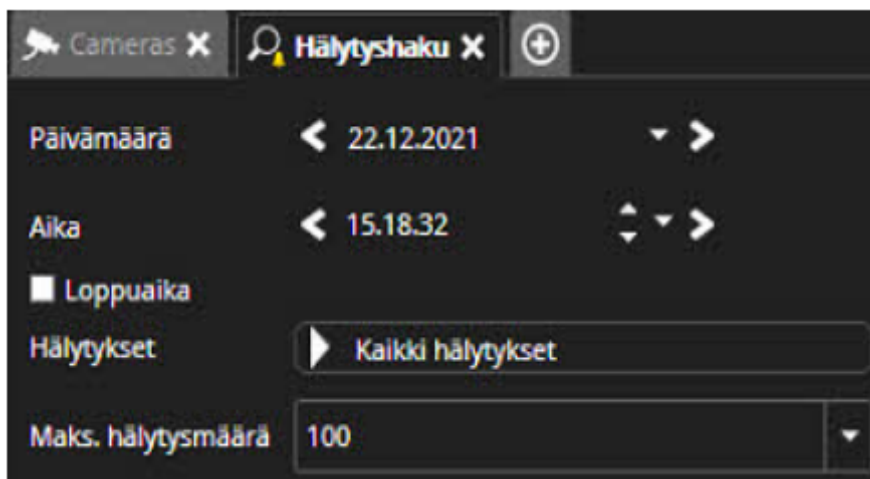 Cameras Hälytyshaku
Päivämäärä 22.12.2021
Aika 15.18.32
Loppuaika
Hälytykset Kaikki hälytykset
Maks. hälytysmäärä 100